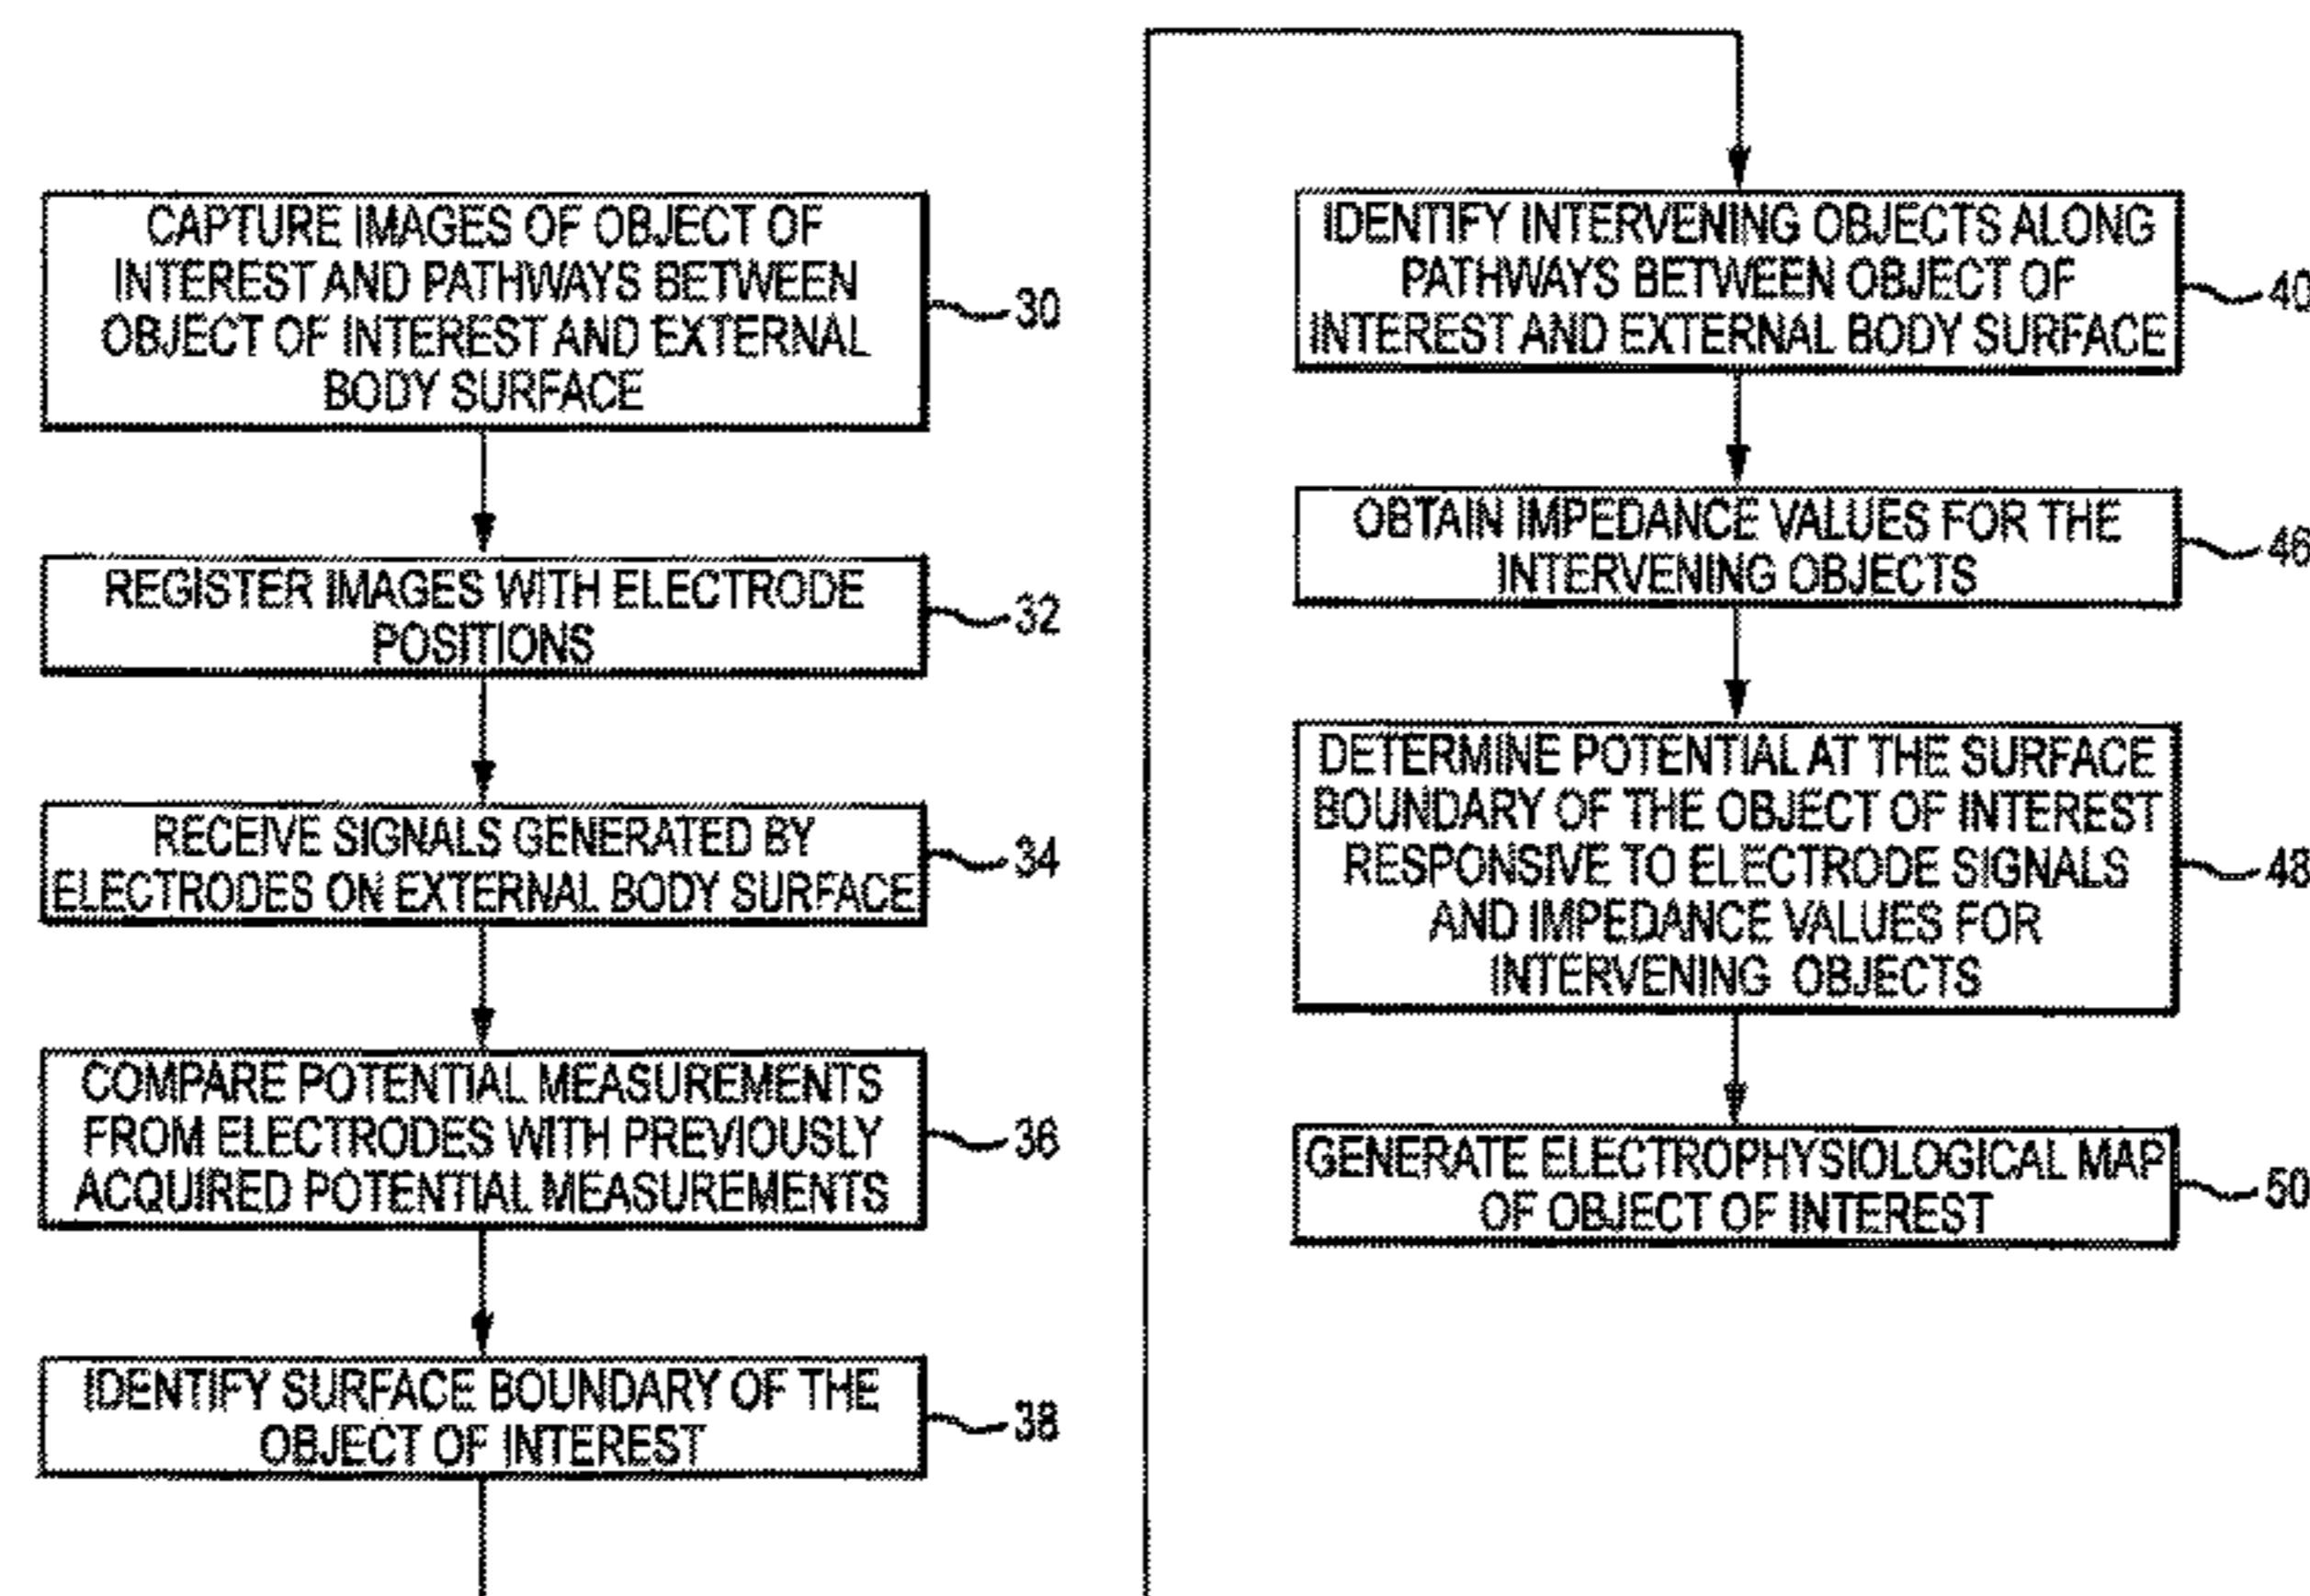 CAPTURE IMAGES OF OBJECT OF
INTEREST AND PATHWAYS BETWEEN
OBJECT OF INTEREST AND EXTERNAL
BODY SURFACE
30
REGISTER IMAGES WITH ELECTRODE
POSITIONS
32
RECEIVE SIGNALS GENERATED BY
ELECTRODES ON EXTERNAL BODY SURFACE
34
COMPARE POTENTIAL MEASUREMENTS
FROM ELECTRODES WITH PREVIOUSLY
ACQUIRED POTENTIAL MEASUREMENTS
36
IDENTIFY SURFACE BOUNDARY OF THE
OBJECT OF INTEREST
38
IDENTIFY INTERVENING OBJECTS ALONG
PATHWAYS BETWEEN OBJECT OF
INTEREST AND EXTERNAL BODY SURFACE
40
OBTAIN IMPEDANCE VALUES FOR THE
INTERVENING OBJECTS
46
DETERMINE POTENTIAL AT THE SURFACE
BOUNDARY OF THE OBJECT OF INTEREST
RESPONSIVE TO ELECTRODE SIGNALS
AND IMPEDANCE VALUES FOR
INTERVENING OBJECTS
48
GENERATE ELECTROPHYSIOLOGICAL MAP
OF OBJECT OF INTEREST
50